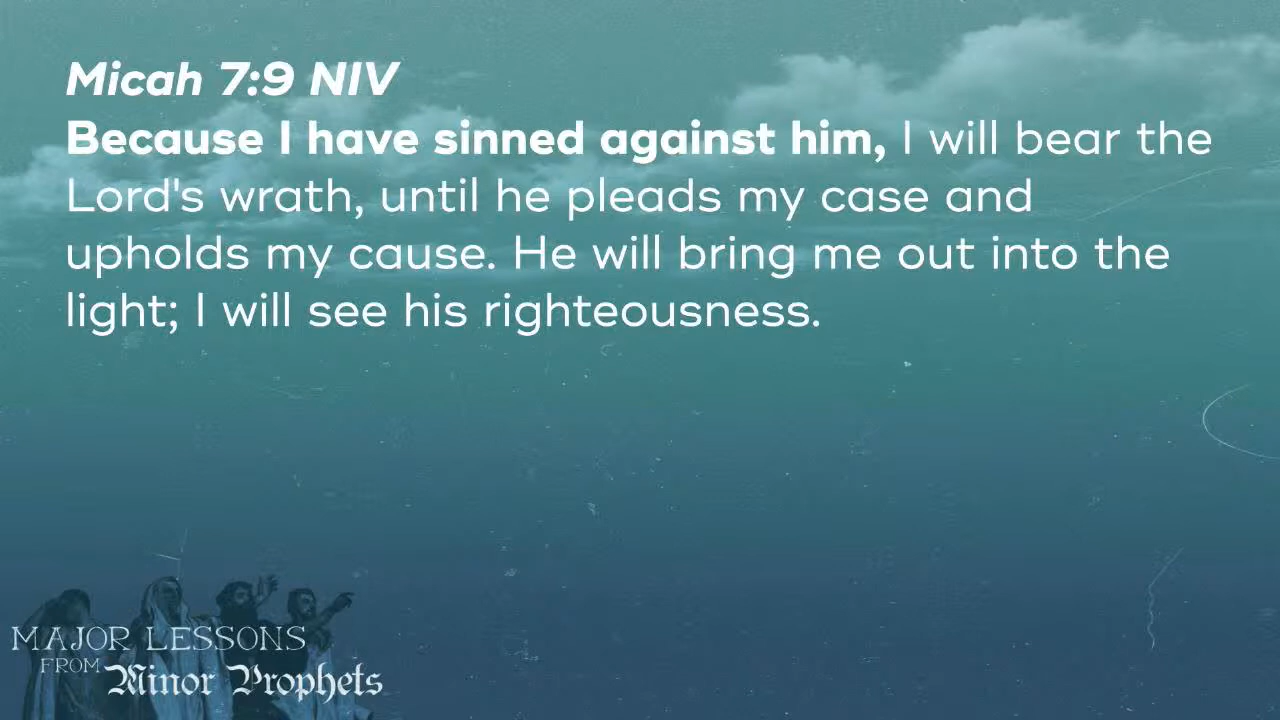 Micah 7:9 NIV
Because I have sinned against him, I will bear the
Lord's wrath, until he pleads my case and
upholds my cause. He will bring me out into the
light; I will see his righteousness.
MAJOR LESSONS
FROM Minor Prophets